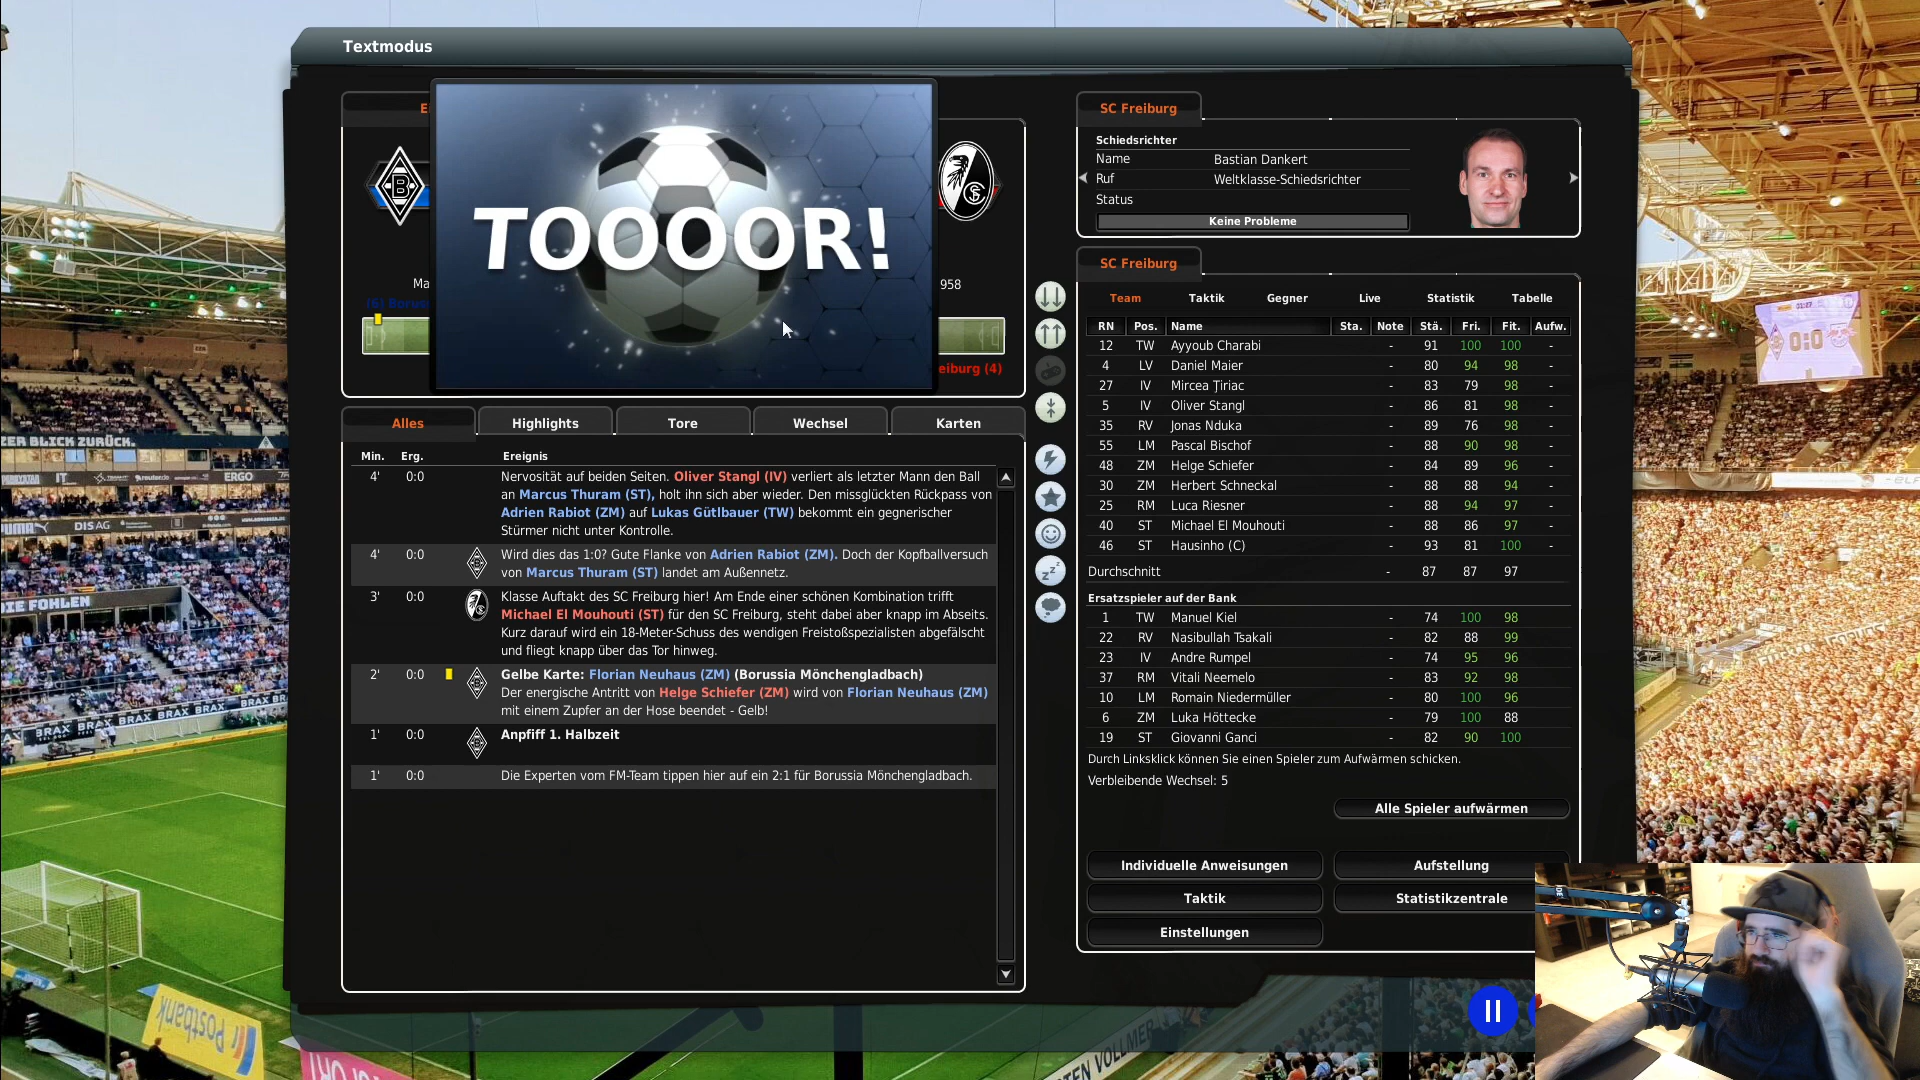 Textmodus
TOOOOR!
Ma
958
(6) Boruss
eiburg (4)
Alles
Highlights
Tore
Wechsel
Karten
Min. Erg. Ereignis
4' 0:0 Nervosität auf beiden Seiten. Oliver Stangl (IV) verliert als letzter Mann den Ball
an Marcus Thuram (ST), holt ihn sich aber wieder. Den missglückten Rückpass von
Adrien Rabiot (ZM) auf Lukas Gütlbauer (TW) bekommt ein gegnerischer
Stürmer nicht unter Kontrolle.
4' 0:0 Wird dies das 1:0? Gute Flanke von Adrien Rabiot (ZM). Doch der Kopfballversuch
von Marcus Thuram (ST) landet am Außennetz.
3' 0:0 Klasse Auftakt des SC Freiburg hier! Am Ende einer schönen Kombination trifft
Michael El Mouhouti (ST) für den SC Freiburg, steht dabei aber knapp im Abseits.
Kurz darauf wird ein 18-Meter-Schuss des wendigen Freistoßspezialisten abgefälscht
und fliegt knapp über das Tor hinweg.
2' 0:0 Gelbe Karte: Florian Neuhaus (ZM) (Borussia Mönchengladbach)
Der energische Antritt von Helge Schiefer (ZM) wird von Florian Neuhaus (ZM)
mit einem Zupfer an der Hose beendet - Gelb!
1' 0:0 Anpfiff 1. Halbzeit
1' 0:0 Die Experten vom FM-Team tippen hier auf ein 2:1 für Borussia Mönchengladbach.
SC Freiburg
Schiedsrichter
Name Bastian Dankert
Ruf Weltklasse-Schiedsrichter
Status
Keine Probleme
SC Freiburg
Team Taktik Gegner Live Statistik Tabelle
RN Pos. Name Sta. Note Stä. Fri. Fit. Aufw.
12 TW Ayyoub Charabi - 91 100 100 -
4 LV Daniel Maier - 80 94 98 -
27 IV Mircea Țiriac - 83 79 98 -
5 IV Oliver Stangl - 86 81 98 -
35 RV Jonas Nduka - 89 76 98 -
55 LM Pascal Bischof - 88 90 98 -
48 ZM Helge Schiefer - 84 89 96 -
30 ZM Herbert Schneckal - 88 88 94 -
25 RM Luca Riesner - 88 94 97 -
40 ST Michael El Mouhouti - 88 86 97 -
46 ST Hausinho (C) - 93 81 100 -
Durchschnitt - 87 87 97
Ersatzspieler auf der Bank
1 TW Manuel Kiel - 74 100 98
22 RV Nasibullah Tsakali - 82 88 99
23 IV Andre Rumpel - 74 95 96
37 RM Vitali Neemelo - 83 92 98
10 LM Romain Niedermüller - 80 100 96
6 ZM Luka Höttecke - 79 100 88
19 ST Giovanni Ganci - 82 90 100
Durch Linksklick können Sie einen Spieler zum Aufwärmen schicken.
Verbleibende Wechsel: 5
Alle Spieler aufwärmen
Individuelle Anweisungen
Aufstellung
Taktik
Statistikzentrale
Einstellungen
ZER BLICK ZURÜCK.
ERGO
DIS AG
PUMA
DIE FOHLEN
BRAX BRAX BRAX BRAX
Postbank
0:0